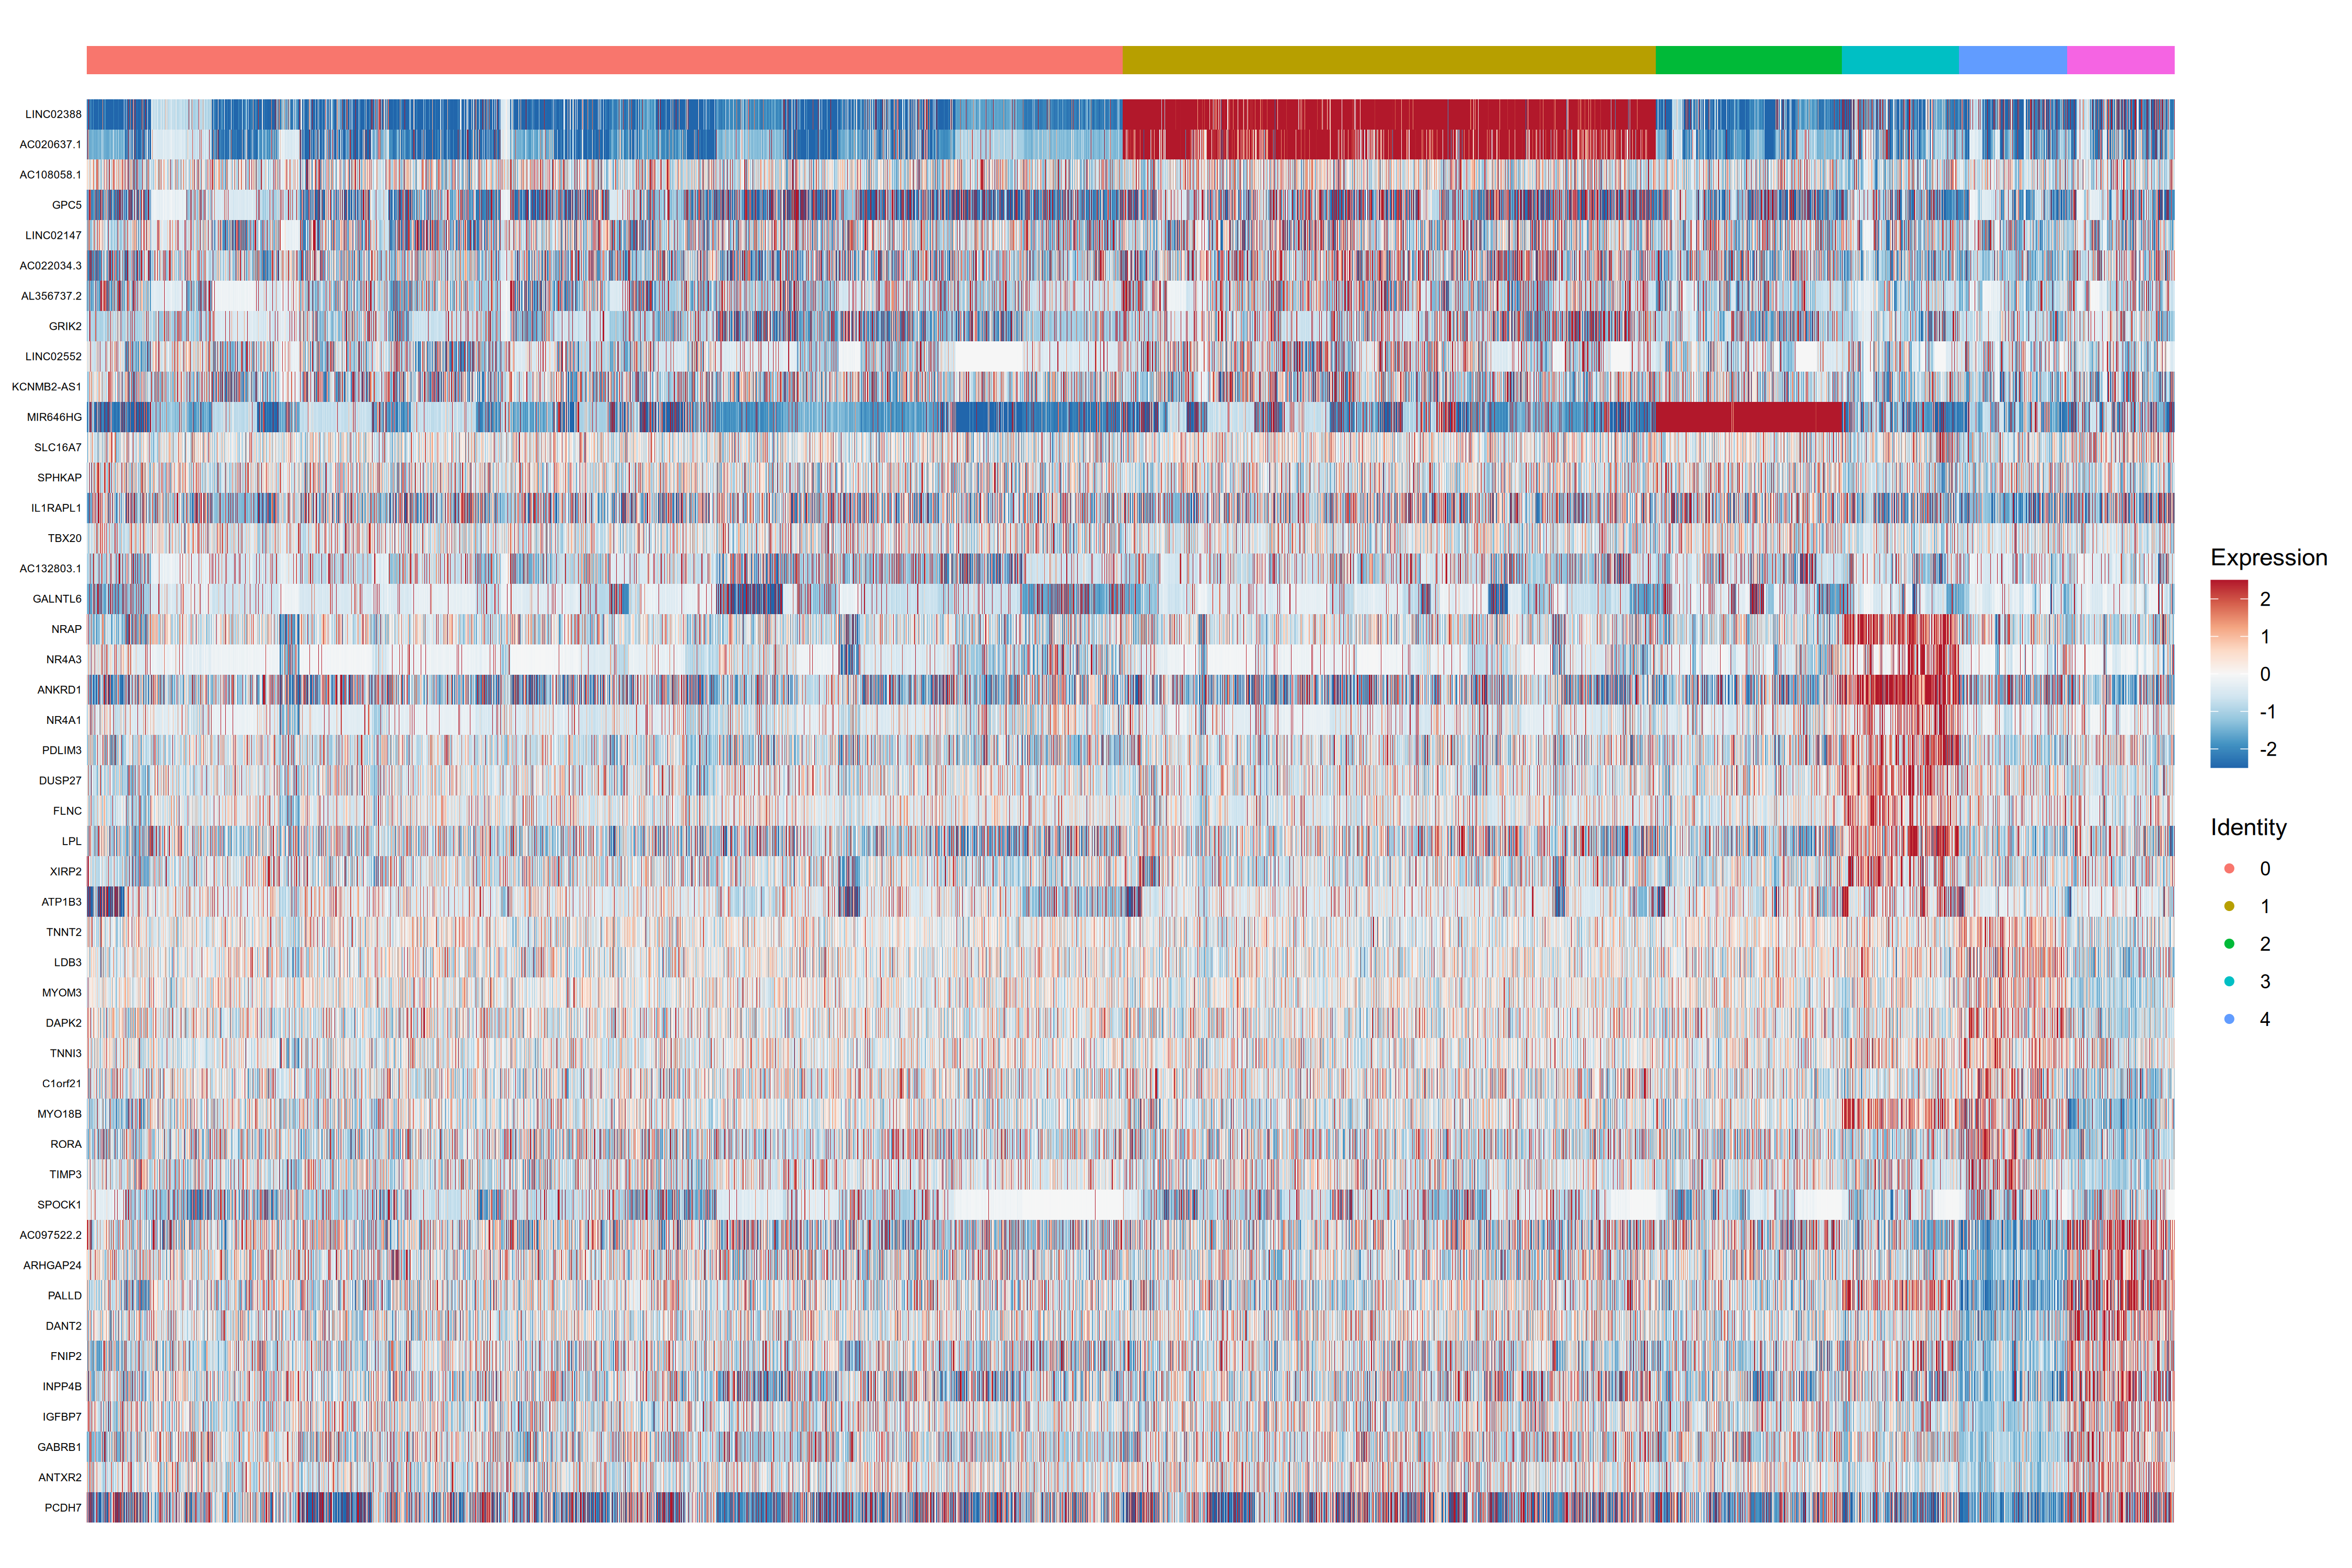 LINC02388
AC020637.1
AC108058.1
GPC5
LINC02147
AC022034.3
AL356737.2
GRIK2
LINC02552
KCNMB2-AS1
MIR646HG
SLC16A7
SPHKAP
IL1RAPL1
TBX20
AC132803.1
GALNTL6
NRAP
NR4A3
ANKRD1
NR4A1
PDLIM3
DUSP27
FLNC
LPL
XIRP2
ATP1B3
TNNT2
LDB3
MYOM3
DAPK2
TNNI3
C1orf21
MYO18B
RORA
TIMP3
SPOCK1
AC097522.2
ARHGAP24
PALLD
DANT2
FNIP2
INPP4B
IGFBP7
GABRB1
ANTXR2
PCDH7
Expression
2
1
0
-1
-2
Identity
0
1
2
3
4